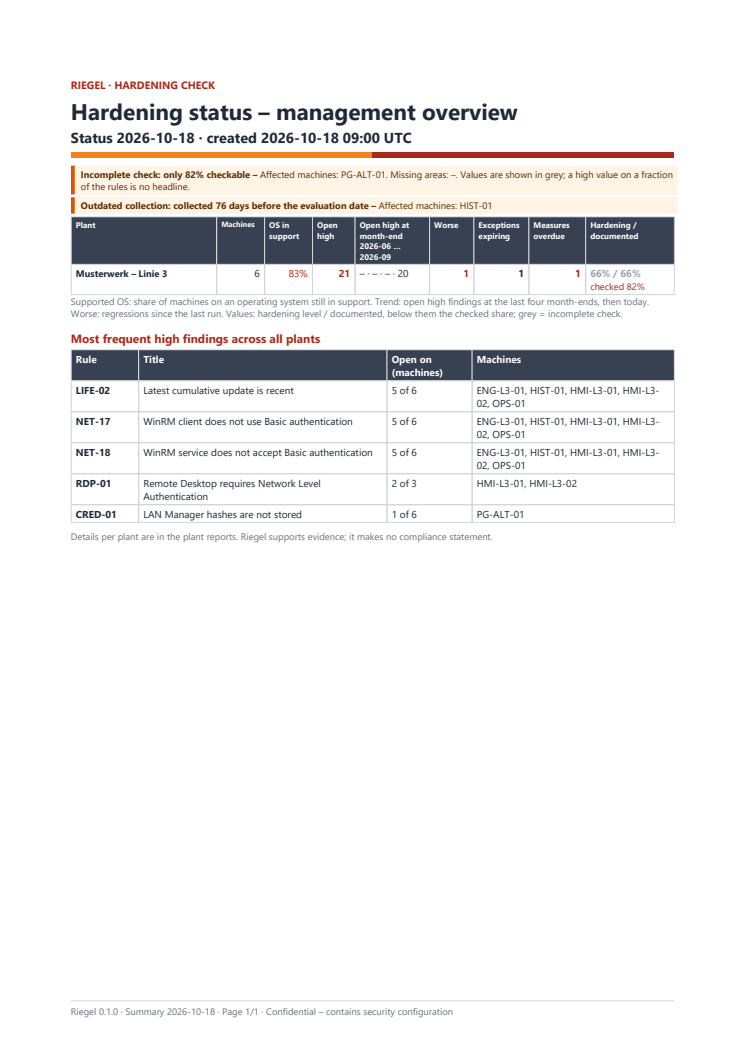 RIEGEL · HARDENING CHECK
Hardening status – management overview
Status 2026-10-18 · created 2026-10-18 09:00 UTC
Incomplete check: only 82% checkable – Affected machines: PG-ALT-01. Missing areas: –. Values are shown in grey; a high value on a fraction
of the rules is no headline.
Outdated collection: collected 76 days before the evaluation date – Affected machines: HIST-01
Plant Machines OS in support Open high Open high at month-end 2026-06 ... 2026-09 Worse Exceptions expiring Measures overdue Hardening / documented
Musterwerk – Linie 3 6 83% 21 – · – · – · 20 1 1 1 66% / 66%
checked 82%
Supported OS: share of machines on an operating system still in support. Trend: open high findings at the last four month-ends, then today.
Worse: regressions since the last run. Values: hardening level / documented, below them the checked share; grey = incomplete check.
Most frequent high findings across all plants
Rule Title Open on (machines) Machines
LIFE-02 Latest cumulative update is recent 5 of 6 ENG-L3-01, HIST-01, HMI-L3-01, HMI-L3-
02, OPS-01
NET-17 WinRM client does not use Basic authentication 5 of 6 ENG-L3-01, HIST-01, HMI-L3-01, HMI-L3-
02, OPS-01
NET-18 WinRM service does not accept Basic authentication 5 of 6 ENG-L3-01, HIST-01, HMI-L3-01, HMI-L3-
02, OPS-01
RDP-01 Remote Desktop requires Network Level 2 of 3 HMI-L3-01, HMI-L3-02
Authentication
CRED-01 LAN Manager hashes are not stored 1 of 6 PG-ALT-01
Details per plant are in the plant reports. Riegel supports evidence; it makes no compliance statement.
Riegel 0.1.0 · Summary 2026-10-18 · Page 1/1 · Confidential – contains security configuration